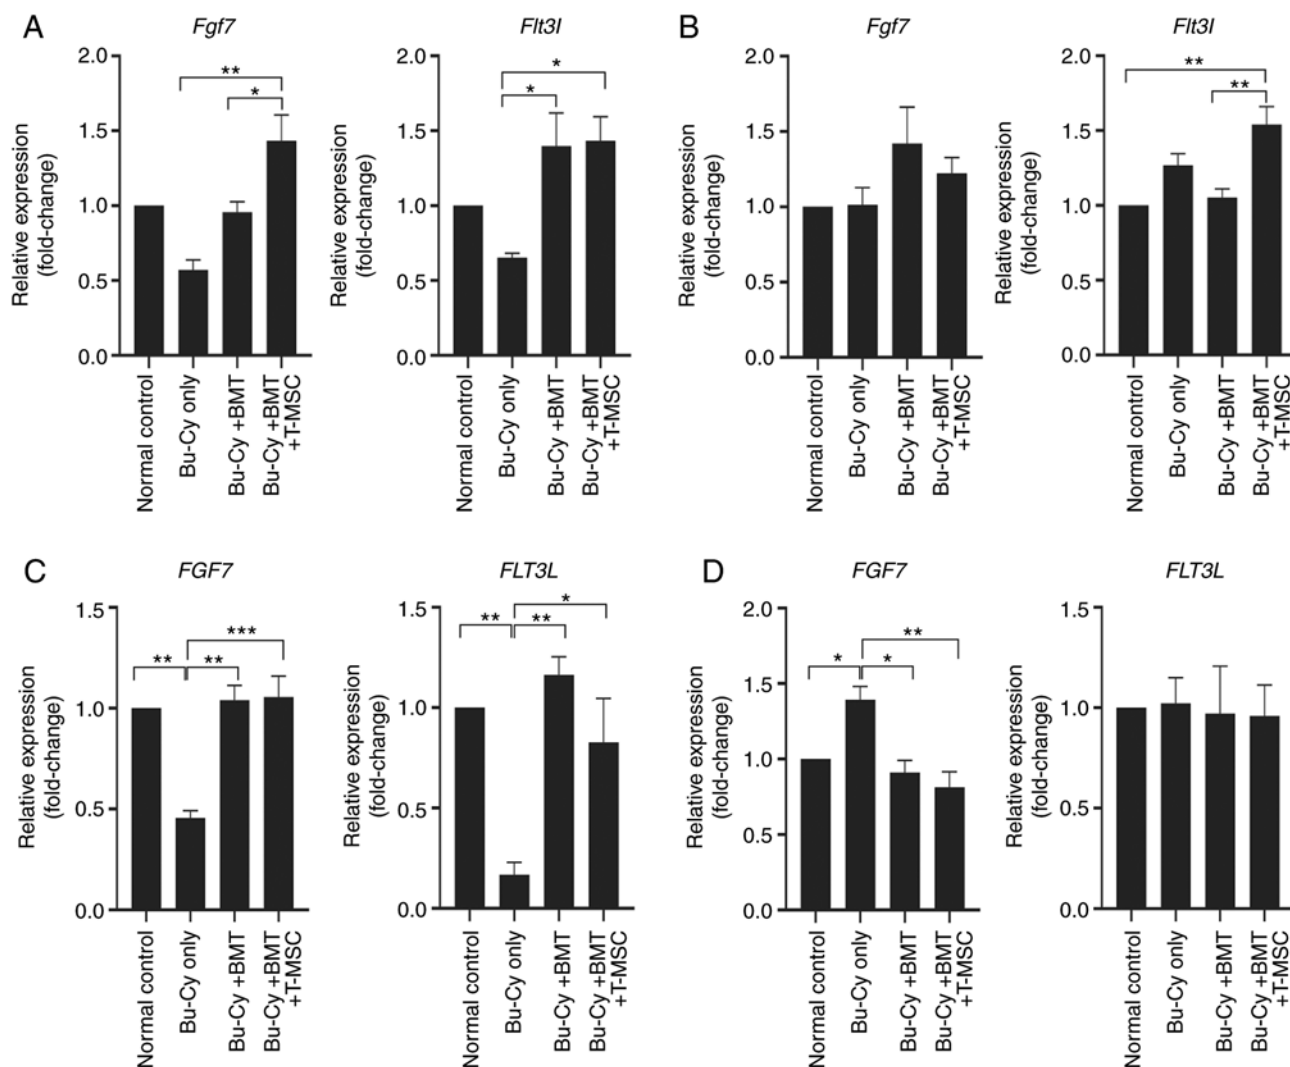 A
Fgf7
Relative expression
(fold-change)
2.0
1.5
1.0
0.5
0.0
**
*
Normal control
Bu-Cy only
Bu-Cy +BMT
Bu-Cy +BMT
+T-MSC
Flt3l
Relative expression
(fold-change)
2.0
1.5
1.0
0.5
0.0
*
*
Normal control
Bu-Cy only
Bu-Cy +BMT
Bu-Cy +BMT
+T-MSC
B
Fgf7
Relative expression
(fold-change)
2.0
1.5
1.0
0.5
0.0
Normal control
Bu-Cy only
Bu-Cy +BMT
Bu-Cy +BMT
+T-MSC
Flt3l
Relative expression
(fold-change)
2.0
1.5
1.0
0.5
0.0
**
**
Normal control
Bu-Cy only
Bu-Cy +BMT
Bu-Cy +BMT
+T-MSC
C
FGF7
Relative expression
(fold-change)
1.5
1.0
0.5
0.0
***
** **
Normal control
Bu-Cy only
Bu-Cy +BMT
Bu-Cy +BMT
+T-MSC
FLT3L
Relative expression
(fold-change)
1.5
1.0
0.5
0.0
*
** **
Normal control
Bu-Cy only
Bu-Cy +BMT
Bu-Cy +BMT
+T-MSC
D
FGF7
Relative expression
(fold-change)
2.0
1.5
1.0
0.5
0.0
**
* *
Normal control
Bu-Cy only
Bu-Cy +BMT
Bu-Cy +BMT
+T-MSC
FLT3L
Relative expression
(fold-change)
1.5
1.0
0.5
0.0
Normal control
Bu-Cy only
Bu-Cy +BMT
Bu-Cy +BMT
+T-MSC